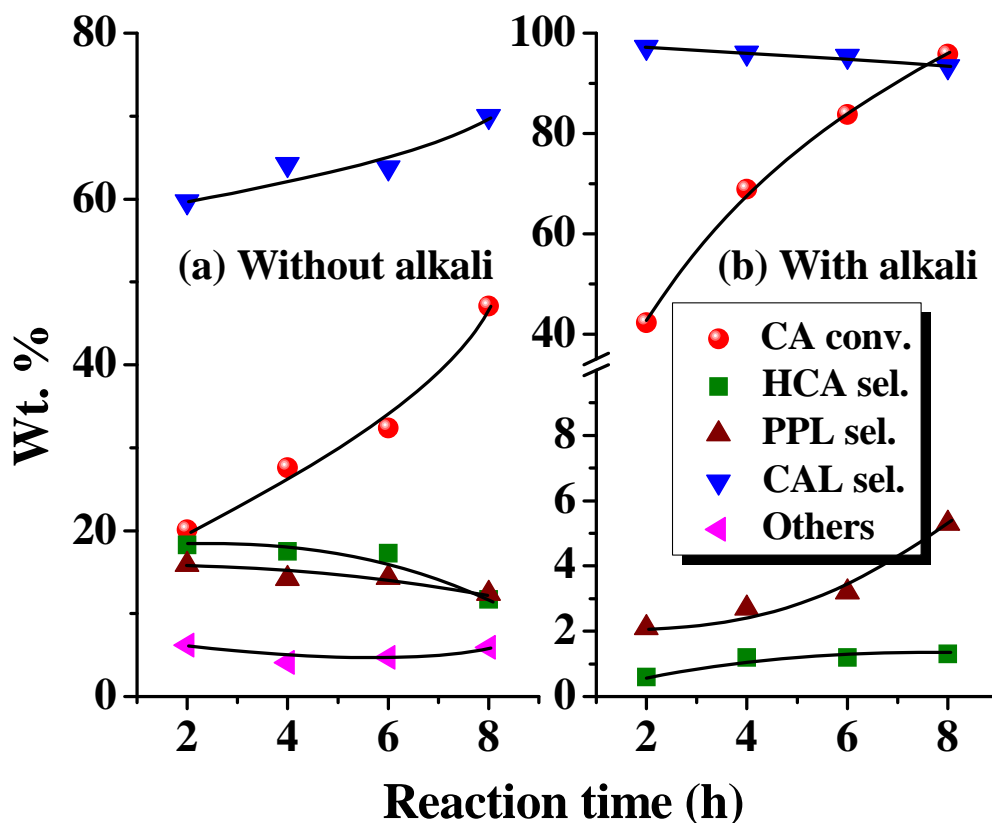 Wt. %
80
60
40
20
0
(a) Without alkali
2 4 6 8
100
80
60
40
8
6
4
2
0
(b) With alkali
CA conv.
HCA sel.
PPL sel.
CAL sel.
Others
2 4 6 8
Reaction time (h)